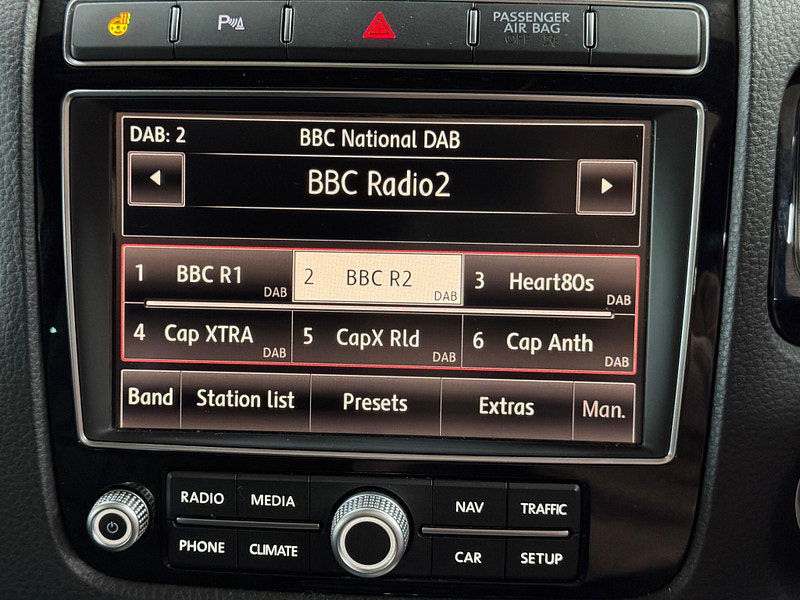 P
PASSENGER
AIR BAG
OFF
DAB: 2 BBC National DAB
BBC Radio2
1 BBC R1 DAB
2 BBC R2 DAB
3 Heart80s DAB
4 Cap XTRA DAB
5 CapX Rld DAB
6 Cap Anth DAB
Band Station list Presets Extras Man.
RADIO MEDIA NAV TRAFFIC
PHONE CLIMATE CAR SETUP